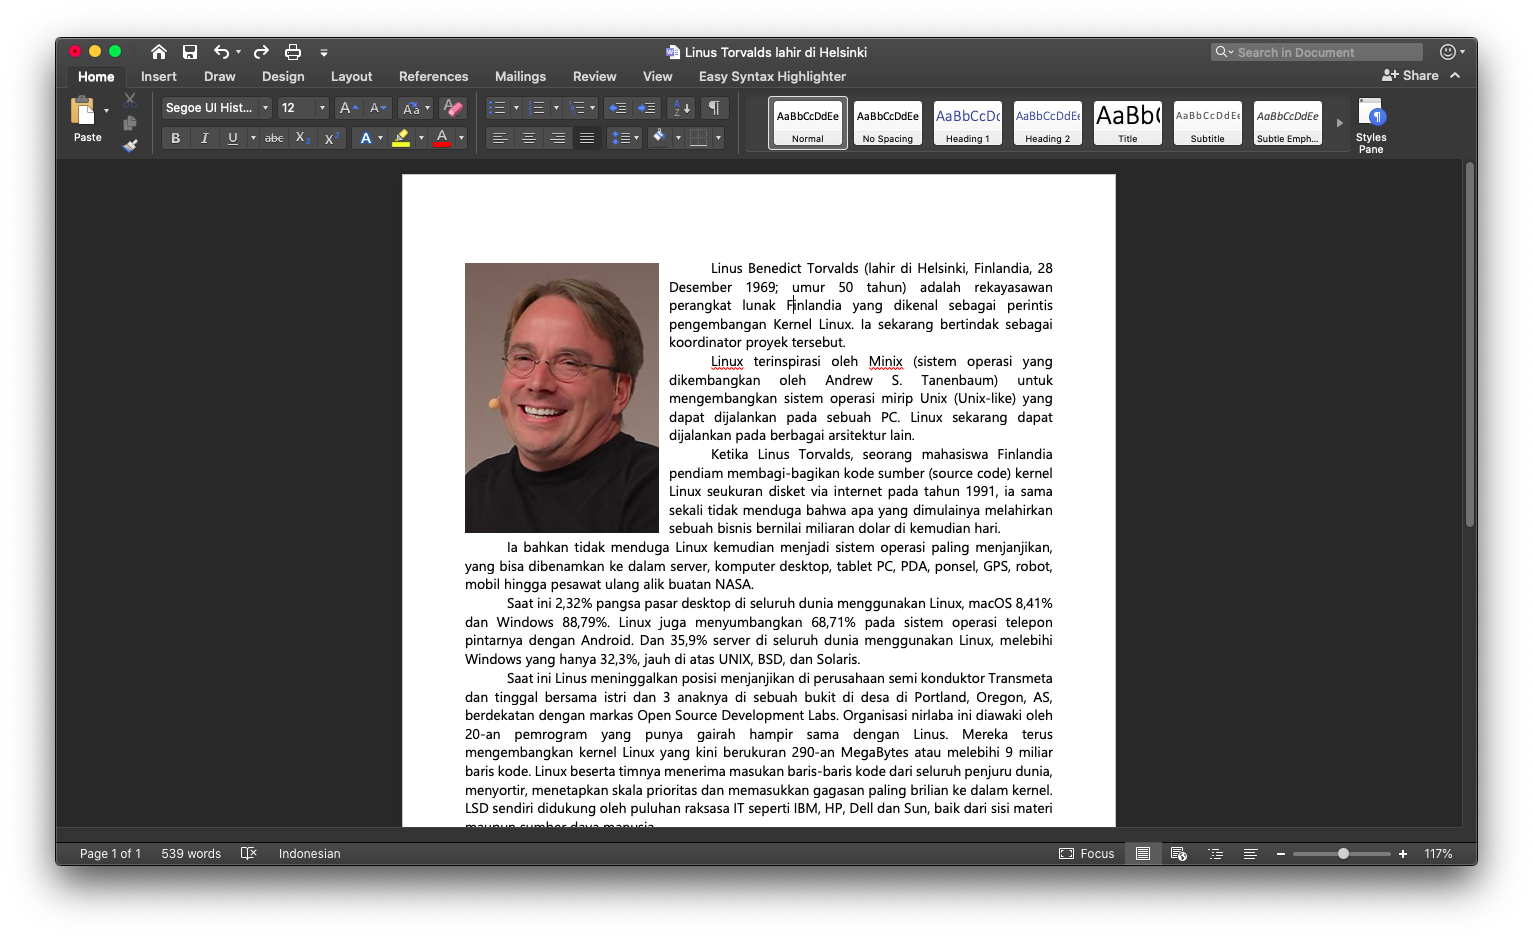 Linus Torvalds lahir di Helsinki
Search in Document
Home Insert Draw Design Layout References Mailings Review View Easy Syntax Highlighter
Share
Paste
Segoe UI Hist... 12
AaBbCcDdEe
Normal
AaBbCcDdEe
No Spacing
AaBbCcDc
Heading 1
AaBbCcDdEe
Heading 2
AaBb(
Title
AaBbCcDdEe
Subtitle
AaBbCcDdEe
Subtle Emph...
Styles
Pane
Linus Benedict Torvalds (lahir di Helsinki, Finlandia, 28
Desember 1969; umur 50 tahun) adalah rekayasawan
perangkat lunak Finlandia yang dikenal sebagai perintis
pengembangan Kernel Linux. Ia sekarang bertindak sebagai
koordinator proyek tersebut.
Linux terinspirasi oleh Minix (sistem operasi yang
dikembangkan oleh Andrew S. Tanenbaum) untuk
mengembangkan sistem operasi mirip Unix (Unix-like) yang
dapat dijalankan pada sebuah PC. Linux sekarang dapat
dijalankan pada berbagai arsitektur lain.
Ketika Linus Torvalds, seorang mahasiswa Finlandia
pendiam membagi-bagikan kode sumber (source code) kernel
Linux seukuran disket via internet pada tahun 1991, ia sama
sekali tidak menduga bahwa apa yang dimulainya melahirkan
sebuah bisnis bernilai miliaran dolar di kemudian hari.
Ia bahkan tidak menduga Linux kemudian menjadi sistem operasi paling menjanjikan,
yang bisa dibenamkan ke dalam server, komputer desktop, tablet PC, PDA, ponsel, GPS, robot,
mobil hingga pesawat ulang alik buatan NASA.
Saat ini 2,32% pangsa pasar desktop di seluruh dunia menggunakan Linux, macOS 8,41%
dan Windows 88,79%. Linux juga menyumbangkan 68,71% pada sistem operasi telepon
pintarnya dengan Android. Dan 35,9% server di seluruh dunia menggunakan Linux, melebihi
Windows yang hanya 32,3%, jauh di atas UNIX, BSD, dan Solaris.
Saat ini Linus meninggalkan posisi menjanjikan di perusahaan semi konduktor Transmeta
dan tinggal bersama istri dan 3 anaknya di sebuah bukit di desa di Portland, Oregon, AS,
berdekatan dengan markas Open Source Development Labs. Organisasi nirlaba ini diawaki oleh
20-an pemrogram yang punya gairah hampir sama dengan Linus. Mereka terus
mengembangkan kernel Linux yang kini berukuran 290-an MegaBytes atau melebihi 9 miliar
baris kode. Linux beserta timnya menerima masukan baris-baris kode dari seluruh penjuru dunia,
menyortir, menetapkan skala prioritas dan memasukkan gagasan paling brilian ke dalam kernel.
LSD sendiri didukung oleh puluhan raksasa IT seperti IBM, HP, Dell dan Sun, baik dari sisi materi
maupun sumber daya manusia.
Page 1 of 1 539 words Indonesian Focus 117%